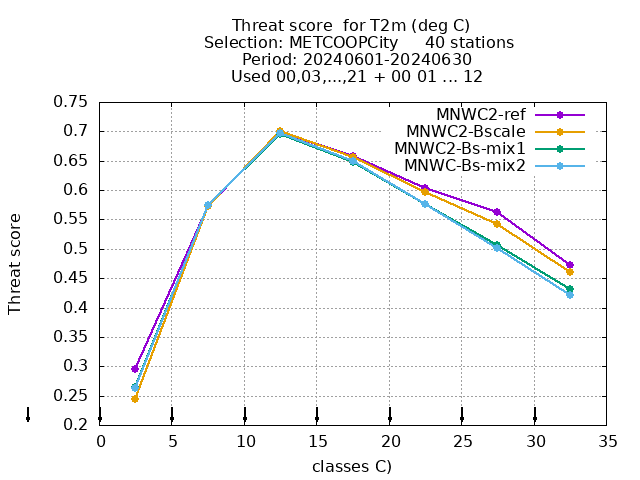 Threat score  for T2m (deg C)
Selection: METCOOPCity     40 stations
Period: 20240601-20240630
Used 00,03,...,21 + 00 01 ... 12
MNWC2-ref
MNWC2-Bscale
MNWC2-Bs-mix1
MNWC-Bs-mix2
Threat score
0.75
0.7
0.65
0.6
0.55
0.5
0.45
0.4
0.35
0.3
0.25
0.2
0 5 10 15 20 25 30 35
classes C)